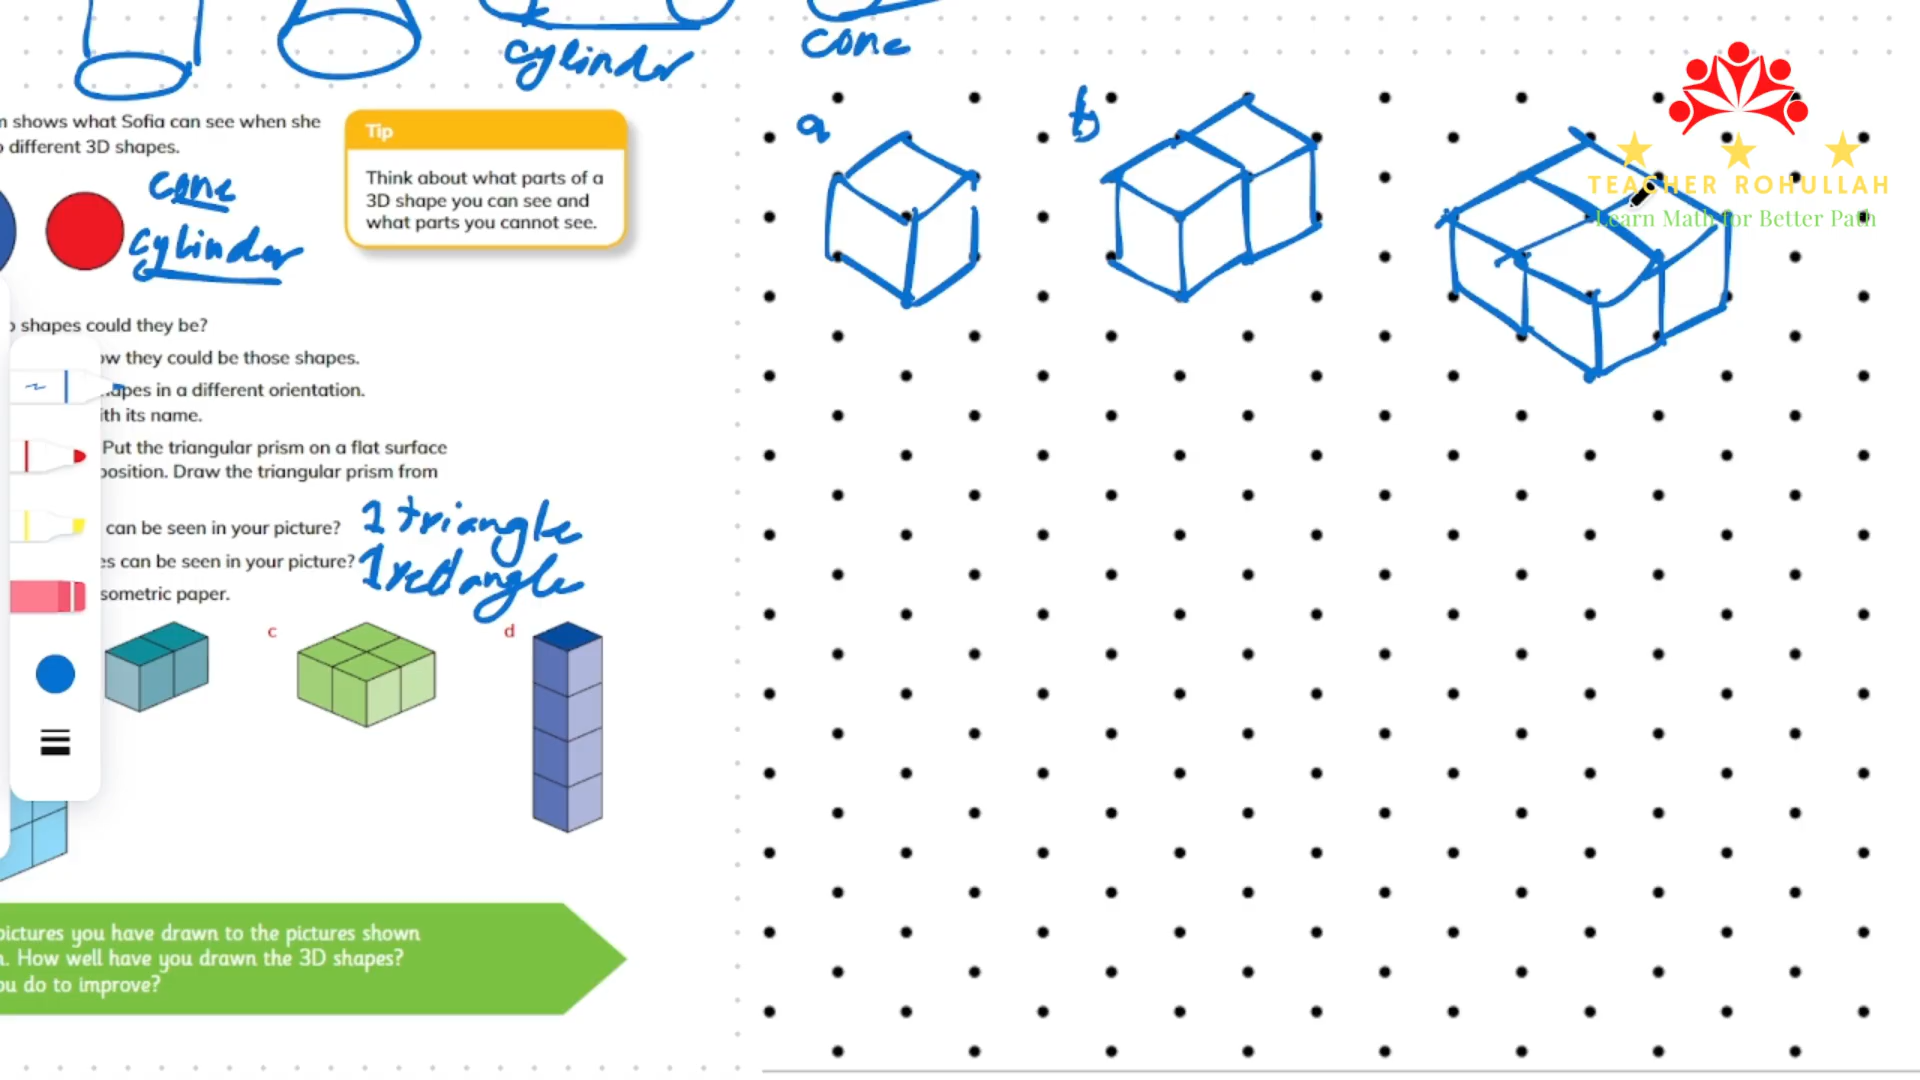 cylinder
cone
m shows what Sofia can see when she
o different 3D shapes.
cone
cylinder
Tip
Think about what parts of a
3D shape you can see and
what parts you cannot see.
o shapes could they be?
ow they could be those shapes.
hapes in a different orientation.
ith its name.
Put the triangular prism on a flat surface
position. Draw the triangular prism from
can be seen in your picture? 1 triangle
es can be seen in your picture? 1 rectangle
sometric paper.
c
d
pictures you have drawn to the pictures shown
n. How well have you drawn the 3D shapes?
ou do to improve?
a
b
TEACHER ROHULLAH
Learn Math for Better Path